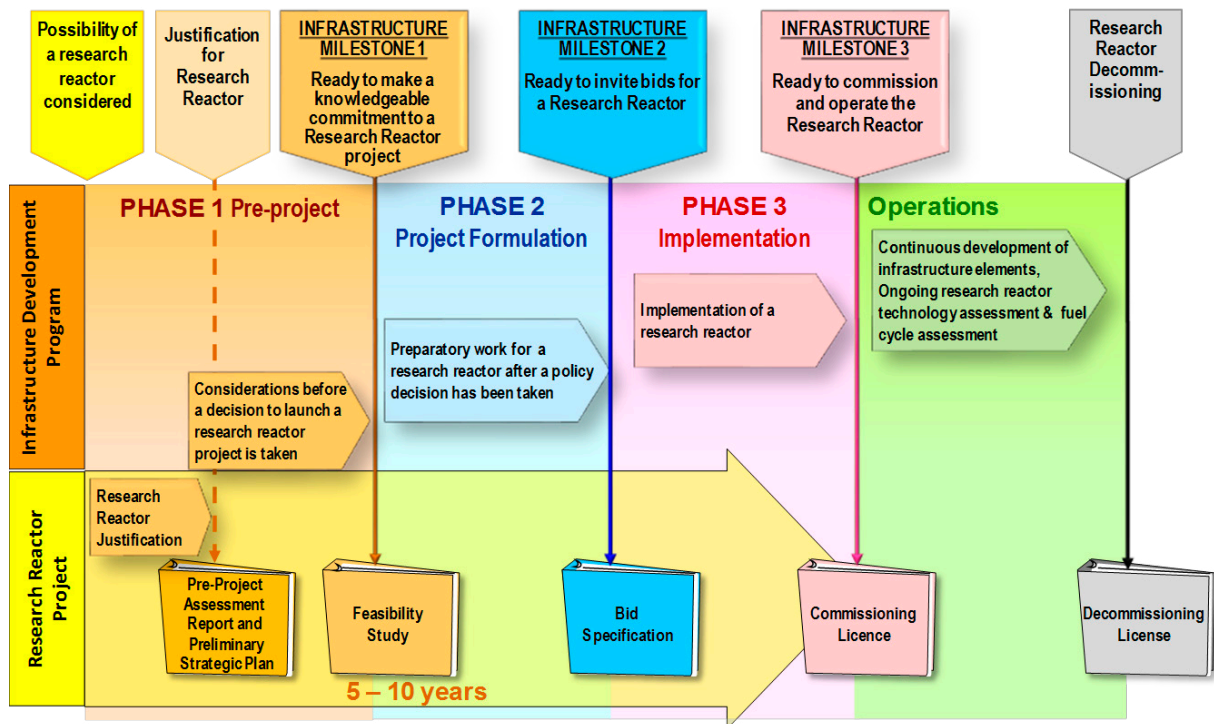 Possibility of
a research
reactor
considered
Justification
for
Research
Reactor
INFRASTRUCTURE
MILESTONE 1
Ready to make a
knowledgeable
commitment to a
Research Reactor
project
INFRASTRUCTURE
MILESTONE 2
Ready to invite bids for
a Research Reactor
INFRASTRUCTURE
MILESTONE 3
Ready to commission
and operate the
Research Reactor
Research
Reactor
Decomm-
issioning
Infrastructure Development
Program
PHASE 1 Pre-project
PHASE 2
Project Formulation
PHASE 3
Implementation
Operations
Considerations before
a decision to launch a
research reactor
project is taken
Preparatory work for a
research reactor after a policy
decision has been taken
Implementation of a
research reactor
Continuous development of
infrastructure elements,
Ongoing research reactor
technology assessment & fuel
cycle assessment
Research Reactor
Project
Research
Reactor
Justification
Pre-Project
Assessment
Report and
Preliminary
Strategic Plan
Feasibility
Study
Bid
Specification
Commissioning
Licence
Decommissioning
License
5 – 10 years